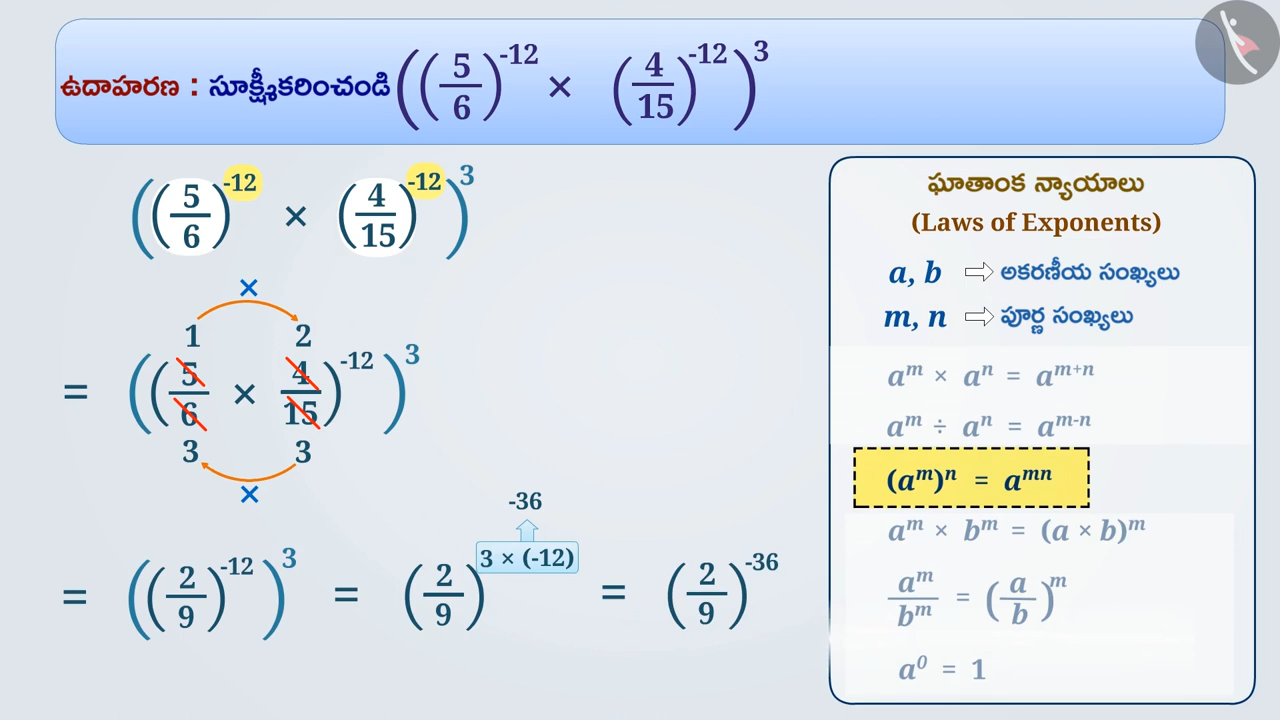 ఉదాహరణ : సూక్ష్మీకరించండి ((5/6)^-12 × (4/15)^-12)^3
((5/6)^-12 × (4/15)^-12)^3
×
1 2
= ((5/6 × 4/15)^-12)^3
3 3
×
-36
3 × (-12)
= ((2/9)^-12)^3 = (2/9) = (2/9)^-36
ఘాతాంక న్యాయాలు
(Laws of Exponents)
a, b ⇨ అకరణీయ సంఖ్యలు
m, n ⇨ పూర్ణ సంఖ్యలు
a^m × a^n = a^m+n
a^m ÷ a^n = a^m-n
(a^m)^n = a^mn
a^m × b^m = (a × b)^m
a^m/b^m = (a/b)^m
a^0 = 1